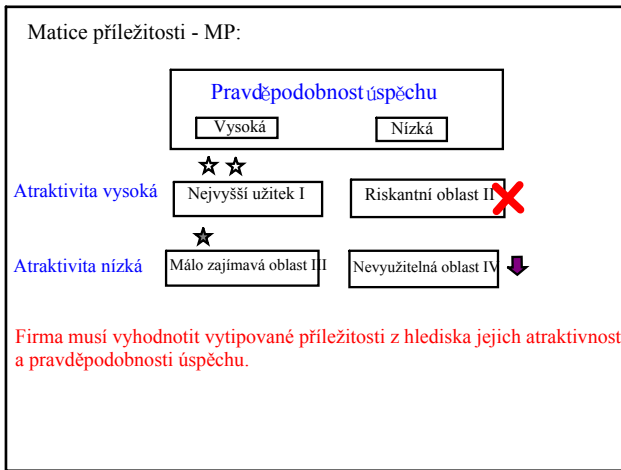 Matice příležitosti - MP:
Pravděpodobnost úspěchu
Vysoká Nízká
Atraktivita vysoká Nejvyšší užitek I Riskantní oblast II
Atraktivita nízká Málo zajímavá oblast III Nevyužitelná oblast IV
Firma musí vyhodnotit vytipované příležitosti z hlediska jejich atraktivnost
a pravděpodobnosti úspěchu.